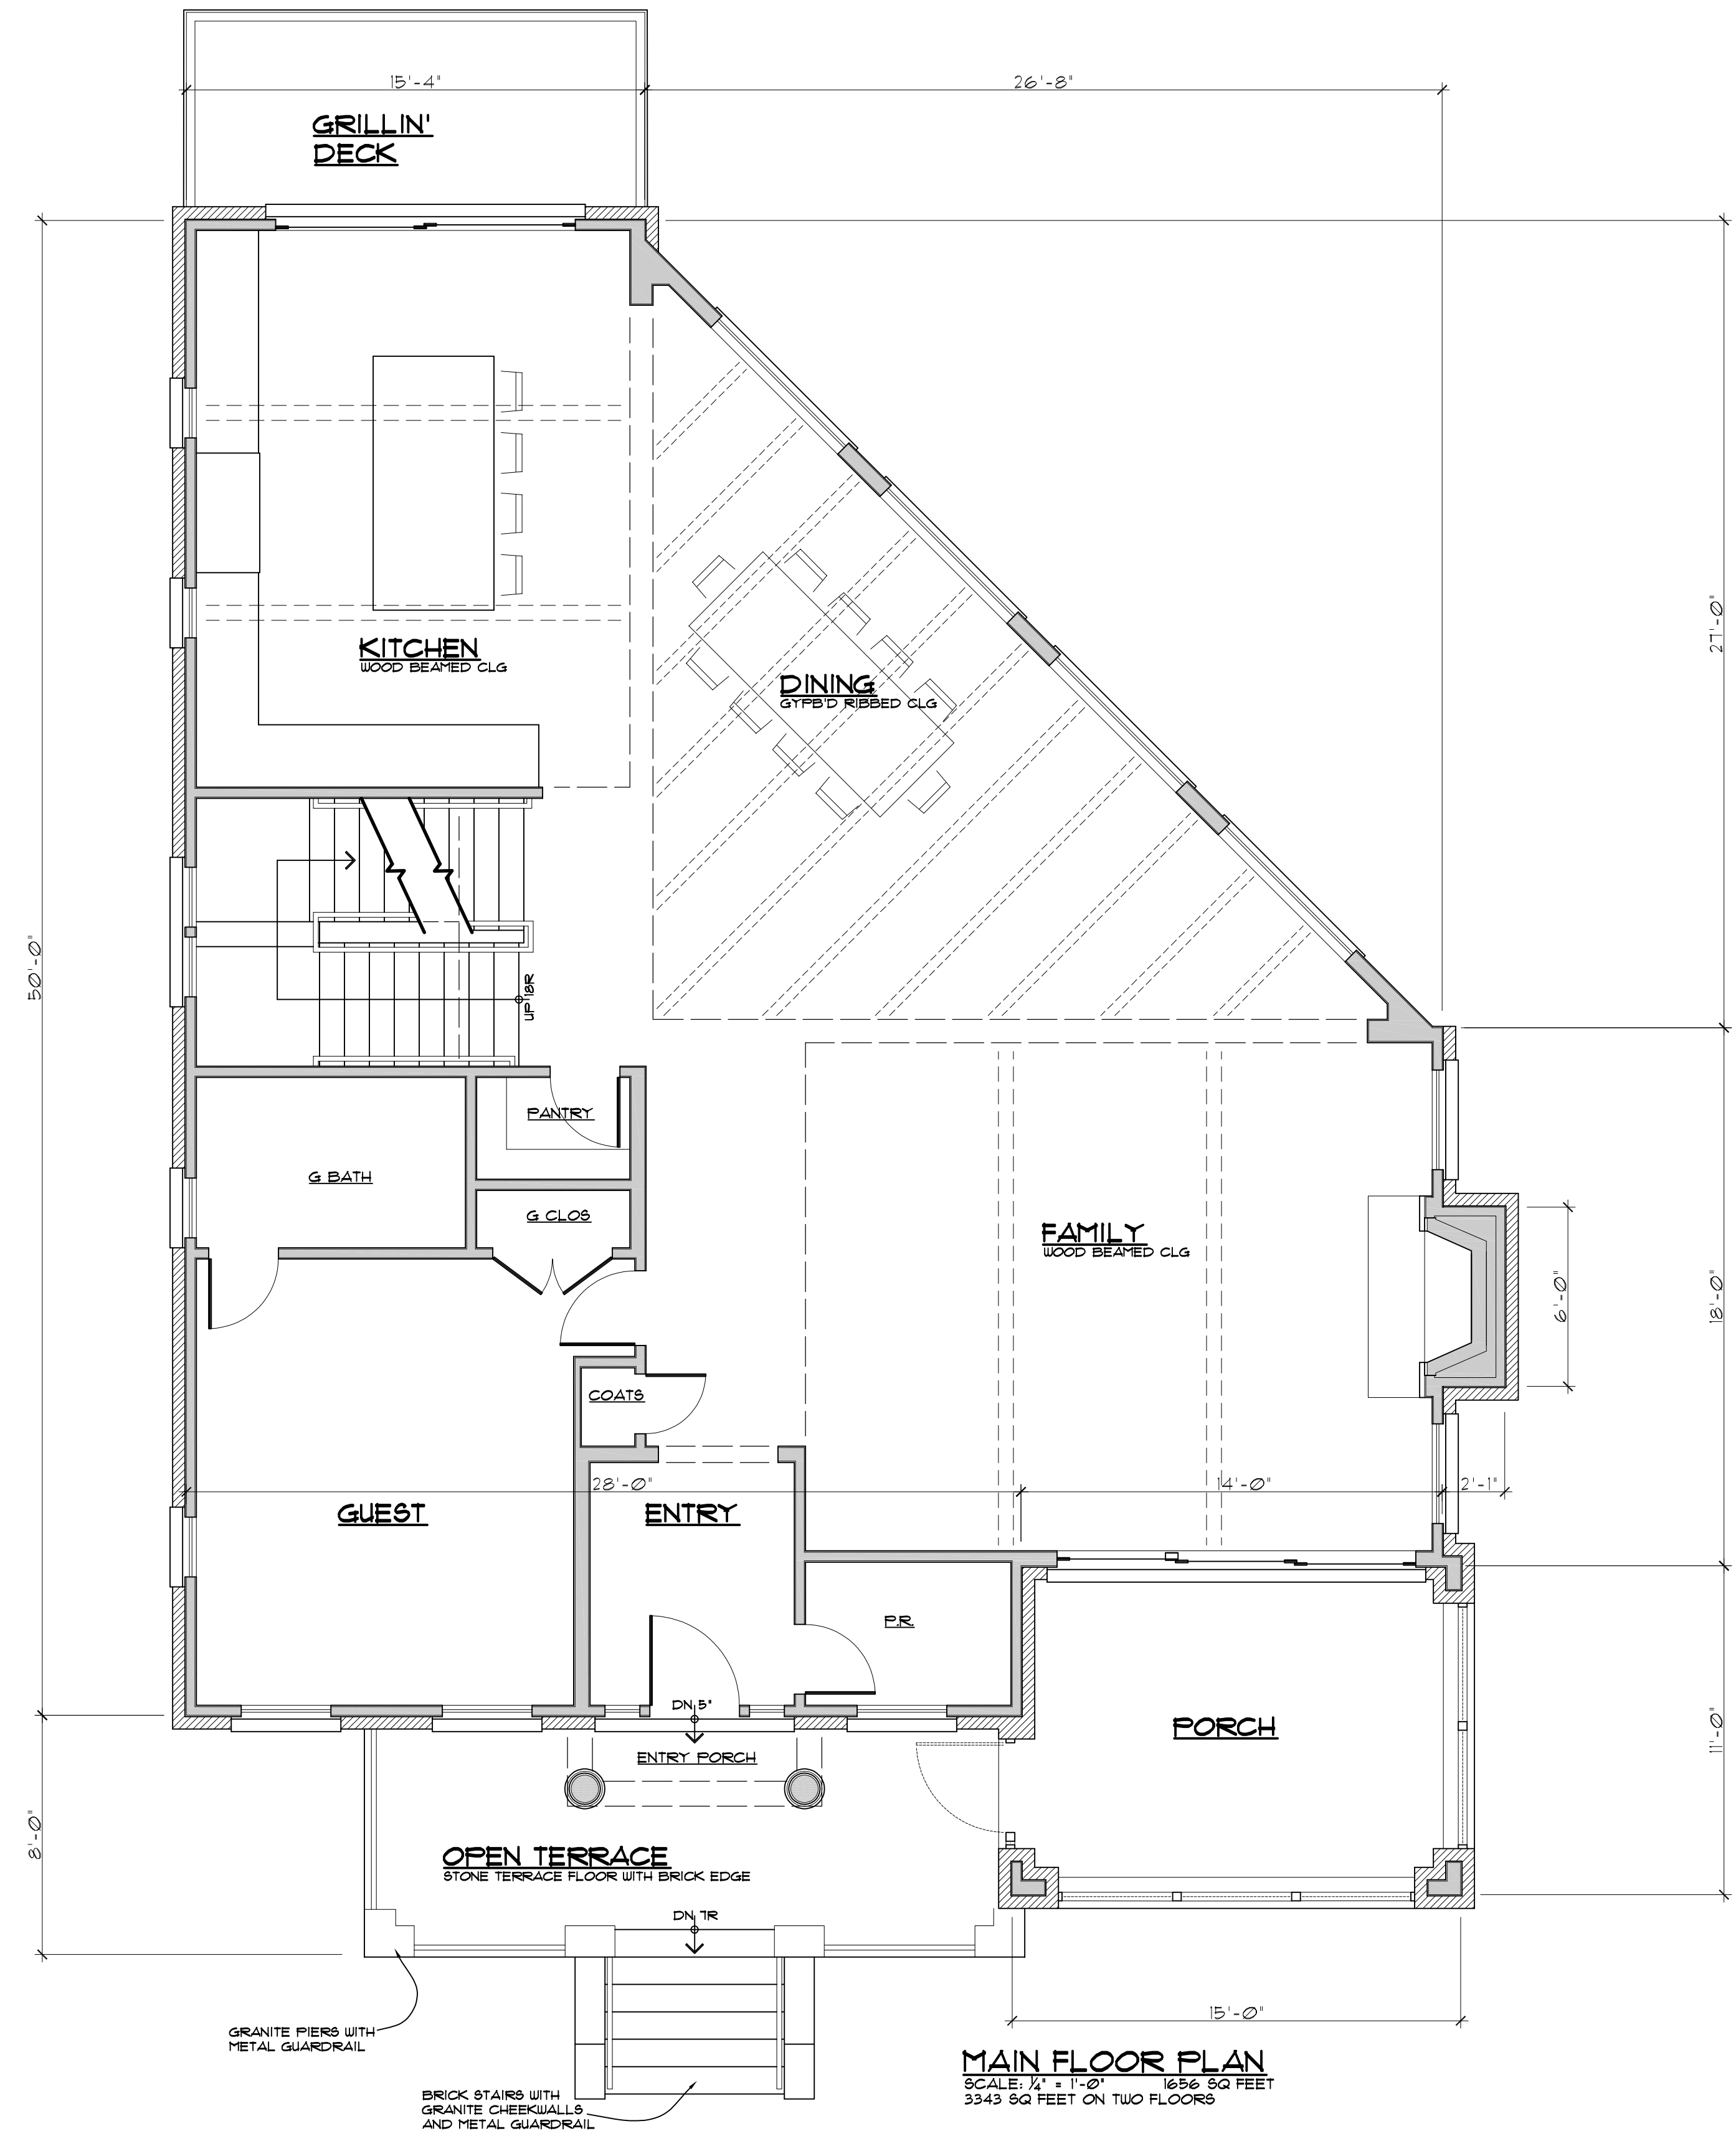 15'-4"
26'-8"
GRILLIN'
DECK
27'-0"
KITCHEN
WOOD BEAMED CLG
DINING
GYPB'D RIBBED CLG
50'-0"
UP 18R
PANTRY
G BATH
G CLOS
FAMILY
WOOD BEAMED CLG
6'-0"
18'-0"
COATS
28'-0"
14'-0"
2'-1"
GUEST
ENTRY
P.R.
DN 5"
ENTRY PORCH
PORCH
11'-0"
8'-0"
OPEN TERRACE
STONE TERRACE FLOOR WITH BRICK EDGE
DN 7R
15'-0"
GRANITE PIERS WITH
METAL GUARDRAIL
MAIN FLOOR PLAN
SCALE: ¼" = 1'-0" 1656 SQ FEET
3343 SQ FEET ON TWO FLOORS
BRICK STAIRS WITH
GRANITE CHEEKWALLS
AND METAL GUARDRAIL